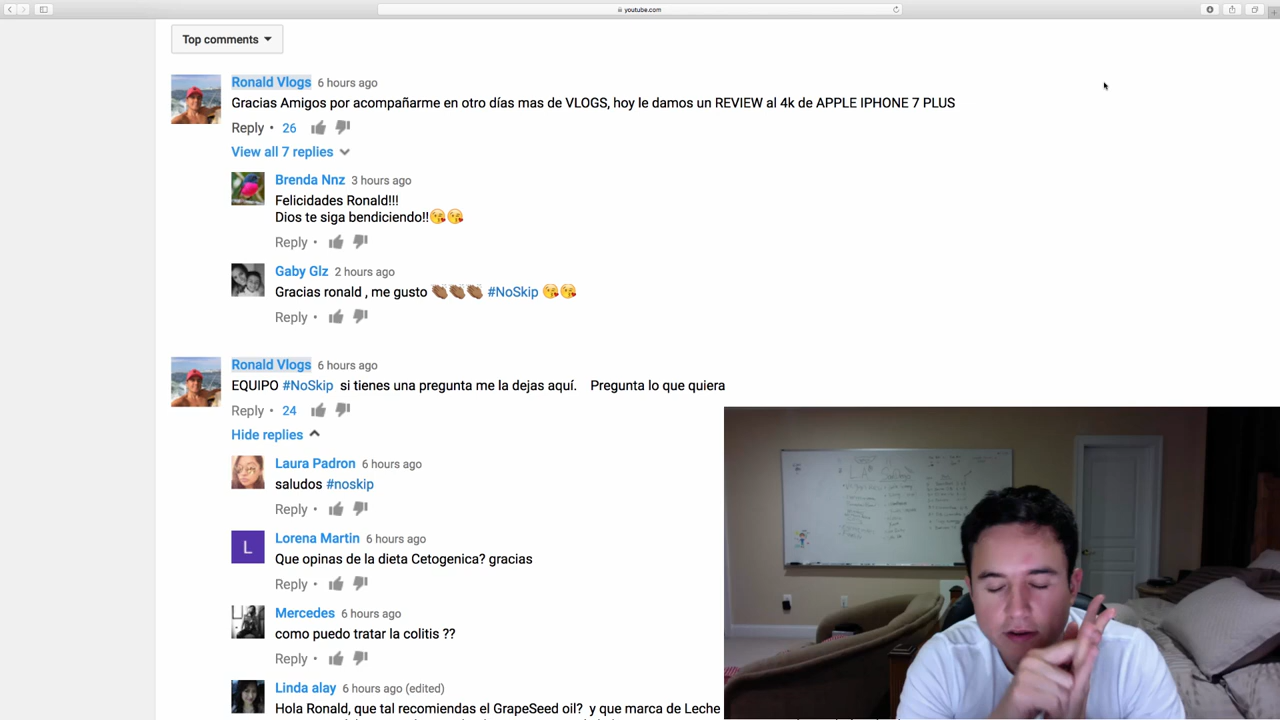 youtube.com
Top comments
Ronald Vlogs 6 hours ago
Gracias Amigos por acompañarme en otro días mas de VLOGS, hoy le damos un REVIEW al 4k de APPLE IPHONE 7 PLUS
Reply • 26
View all 7 replies
Brenda Nnz 3 hours ago
Felicidades Ronald!!!
Dios te siga bendiciendo!!😘😘
Reply •
Gaby Glz 2 hours ago
Gracias ronald , me gusto 👏🏾👏🏾👏🏾 #NoSkip 😘😘
Reply •
Ronald Vlogs 6 hours ago
EQUIPO #NoSkip si tienes una pregunta me la dejas aquí. Pregunta lo que quiera
Reply • 24
Hide replies
Laura Padron 6 hours ago
saludos #noskip
Reply •
L
Lorena Martin 6 hours ago
Que opinas de la dieta Cetogenica? gracias
Reply •
Mercedes 6 hours ago
como puedo tratar la colitis ??
Reply •
Linda alay 6 hours ago (edited)
Hola Ronald, que tal recomiendas el GrapeSeed oil? y que marca de Leche